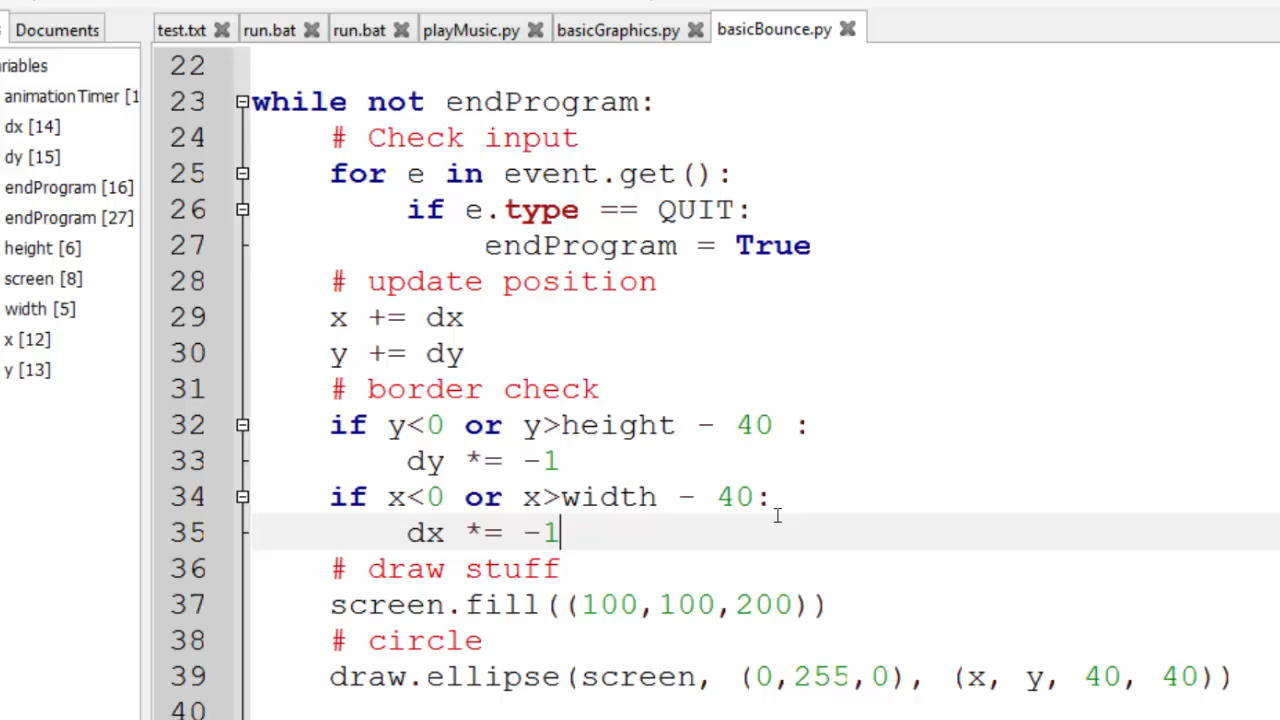 Documents
test.txt run.bat run.bat playMusic.py basicGraphics.py basicBounce.py
ariables
animationTimer [1
dx [14]
dy [15]
endProgram [16]
endProgram [27]
height [6]
screen [8]
width [5]
x [12]
y [13]
22
23 while not endProgram:
24 # Check input
25 for e in event.get():
26 if e.type == QUIT:
27 endProgram = True
28 # update position
29 x += dx
30 y += dy
31 # border check
32 if y<0 or y>height - 40 :
33 dy *= -1
34 if x<0 or x>width - 40:
35 dx *= -1
36 # draw stuff
37 screen.fill((100,100,200))
38 # circle
39 draw.ellipse(screen, (0,255,0), (x, y, 40, 40))
40